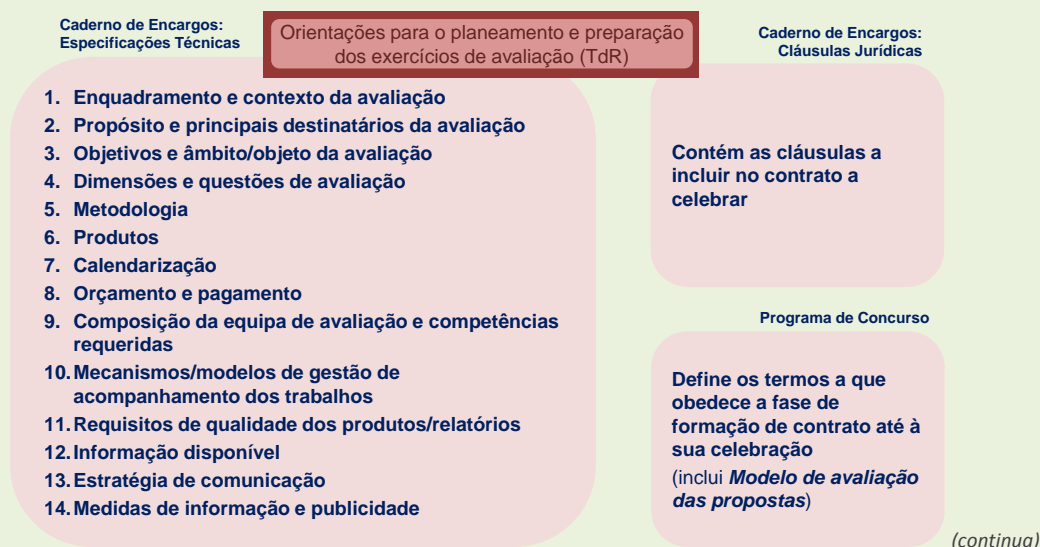 Caderno de Encargos:
Especificações Técnicas
Orientações para o planeamento e preparação
dos exercícios de avaliação (TdR)
1. Enquadramento e contexto da avaliação
2. Propósito e principais destinatários da avaliação
3. Objetivos e âmbito/objeto da avaliação
4. Dimensões e questões de avaliação
5. Metodologia
6. Produtos
7. Calendarização
8. Orçamento e pagamento
9. Composição da equipa de avaliação e competências
requeridas
10. Mecanismos/modelos de gestão de
acompanhamento dos trabalhos
11. Requisitos de qualidade dos produtos/relatórios
12. Informação disponível
13. Estratégia de comunicação
14. Medidas de informação e publicidade
Caderno de Encargos:
Cláusulas Jurídicas
Contém as cláusulas a
incluir no contrato a
celebrar
Programa de Concurso
Define os termos a que
obedece a fase de
formação de contrato até à
sua celebração
(inclui Modelo de avaliação
das propostas)
(continua)